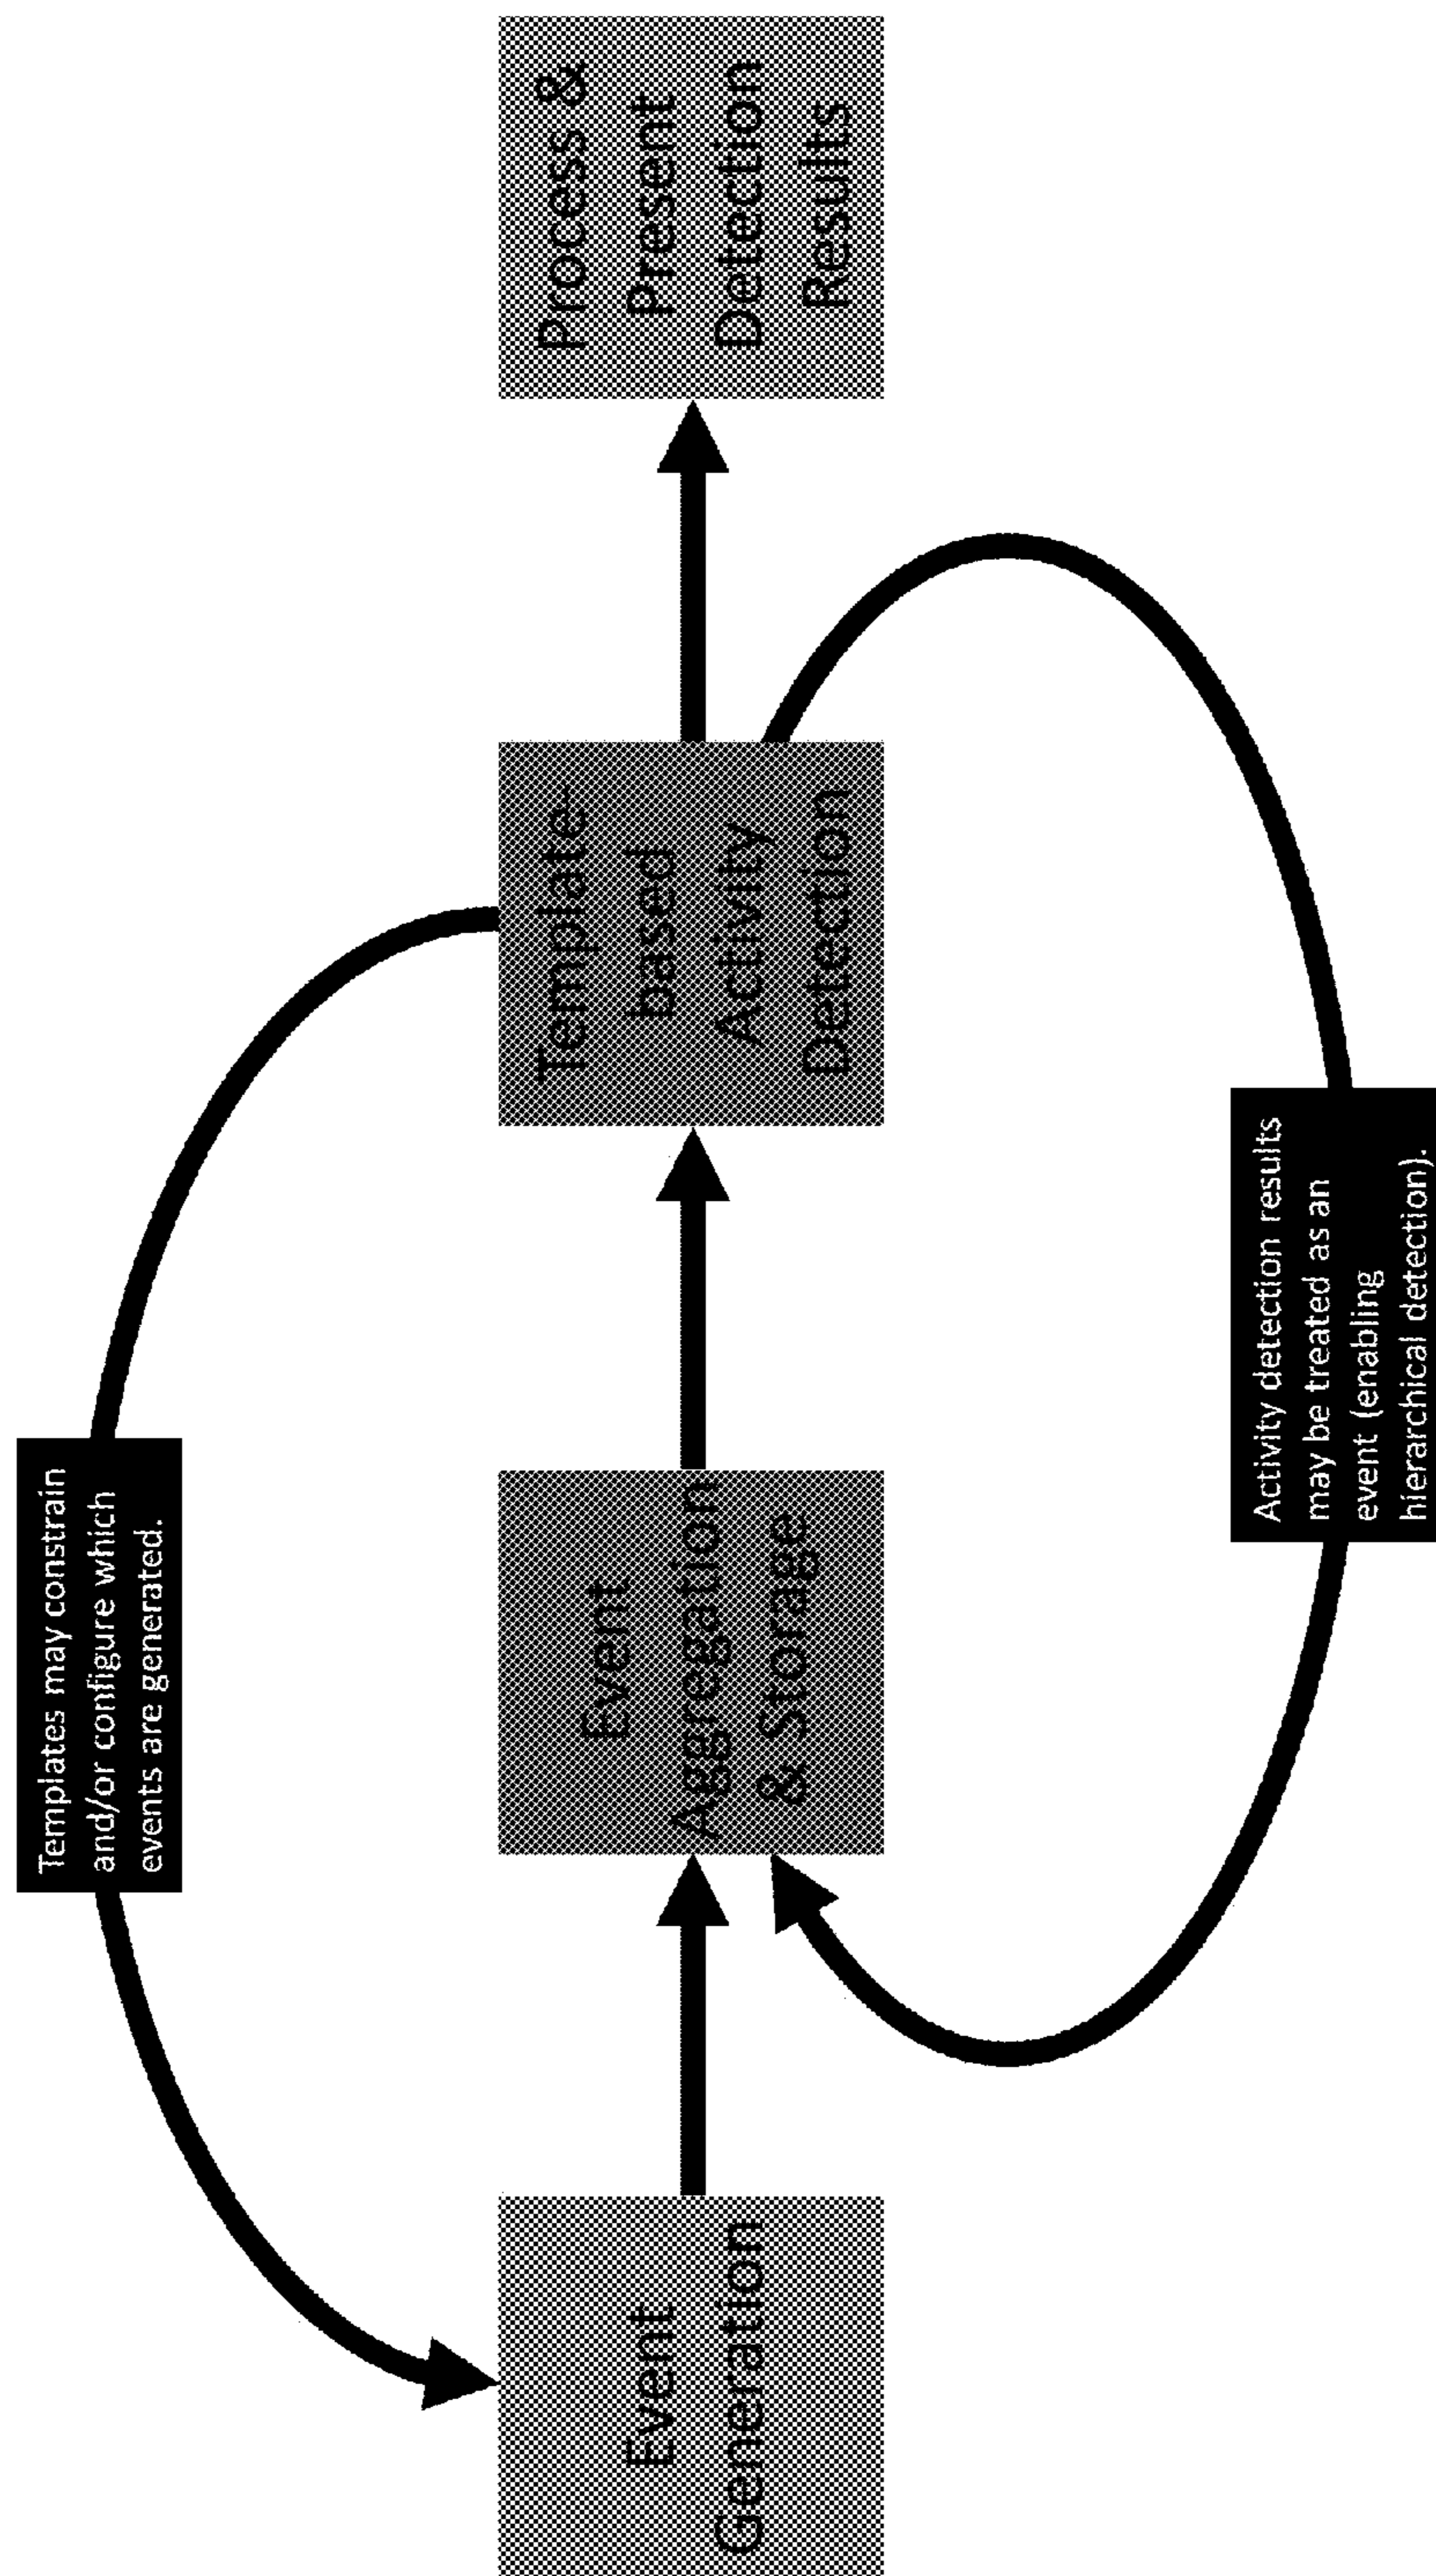 Templates may constrain
and/or configure which
events are generated.
Event
Generation
Event
Aggregation
& Storage
Template-
based
Activity
Detection
Process &
Present
Detection
Results
Activity detection results
may be treated as an
event (enabling
hierarchical detection).